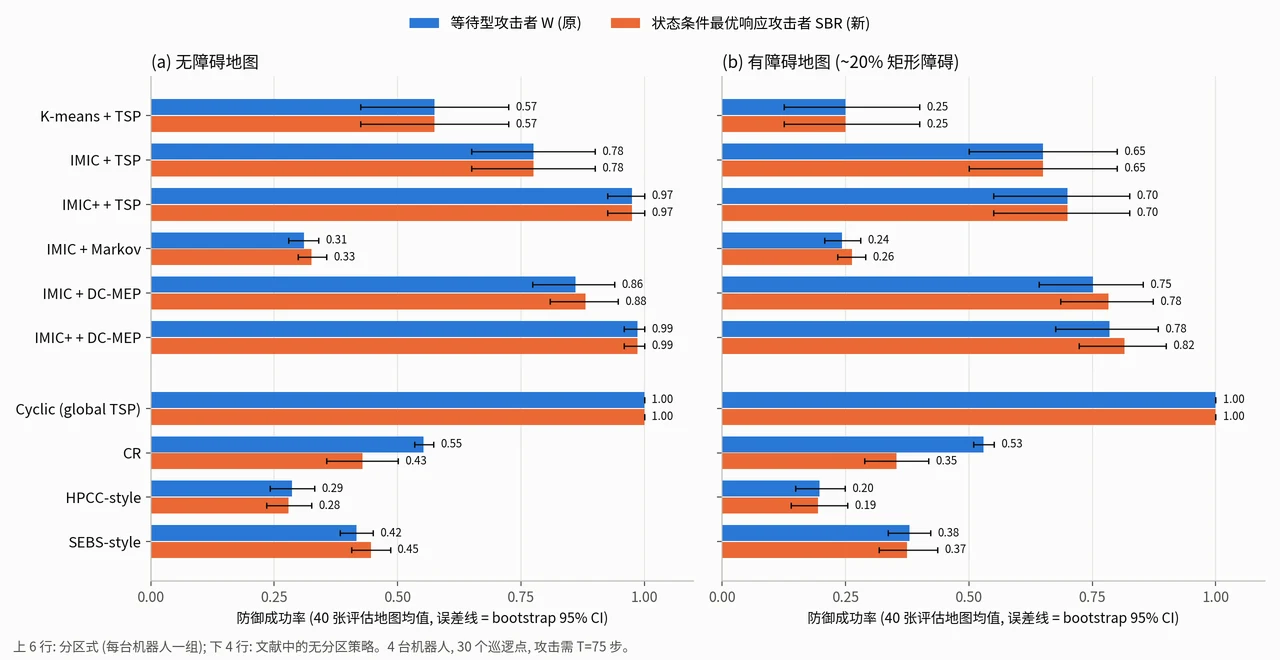 等待型攻击者 W (原)
状态条件最优响应攻击者 SBR (新)
(a) 无障碍地图
(b) 有障碍地图 (~20% 矩形障碍)
K-means + TSP
0.57
0.57
0.25
0.25
IMIC + TSP
0.78
0.78
0.65
0.65
IMIC+ + TSP
0.97
0.97
0.70
0.70
IMIC + Markov
0.31
0.33
0.24
0.26
IMIC + DC-MEP
0.86
0.88
0.75
0.78
IMIC+ + DC-MEP
0.99
0.99
0.78
0.82
Cyclic (global TSP)
1.00
1.00
1.00
1.00
CR
0.55
0.43
0.53
0.35
HPCC-style
0.29
0.28
0.20
0.19
SEBS-style
0.42
0.45
0.38
0.37
0.00 0.25 0.50 0.75 1.00
0.00 0.25 0.50 0.75 1.00
防御成功率 (40 张评估地图均值, 误差线 = bootstrap 95% CI)
防御成功率 (40 张评估地图均值, 误差线 = bootstrap 95% CI)
上 6 行: 分区式 (每台机器人一组); 下 4 行: 文献中的无分区策略。4 台机器人, 30 个巡逻点, 攻击需 T=75 步。